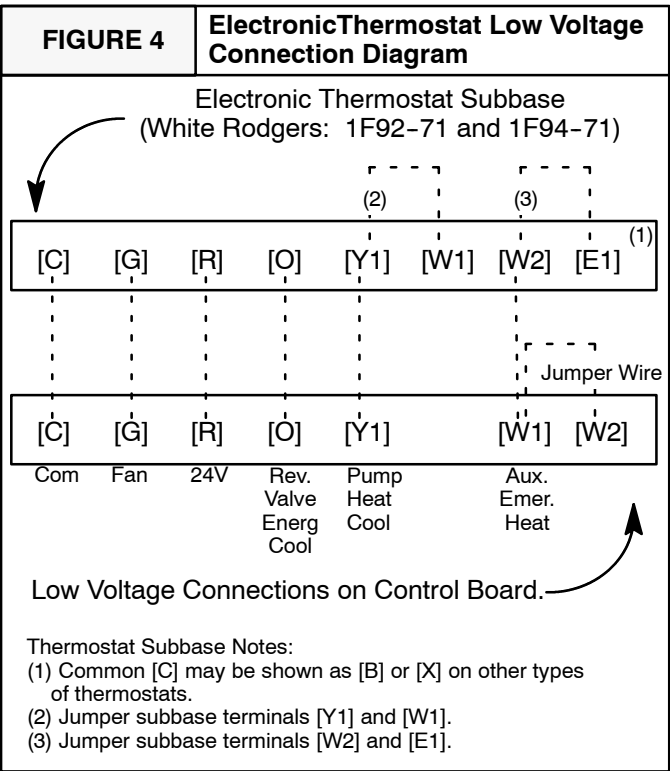 FIGURE 4
ElectronicThermostat Low Voltage
Connection Diagram
Electronic Thermostat Subbase
(White Rodgers: 1F92-71 and 1F94-71)
(2) (3)
(1)
[C] [G] [R] [O] [Y1] [W1] [W2] [E1]
Jumper Wire
[C] [G] [R] [O] [Y1] [W1] [W2]
Com Fan 24V Rev. Pump Aux.
Valve Heat Emer.
Energ Cool Heat
Cool
Low Voltage Connections on Control Board.
Thermostat Subbase Notes:
(1) Common [C] may be shown as [B] or [X] on other types
of thermostats.
(2) Jumper subbase terminals [Y1] and [W1].
(3) Jumper subbase terminals [W2] and [E1].